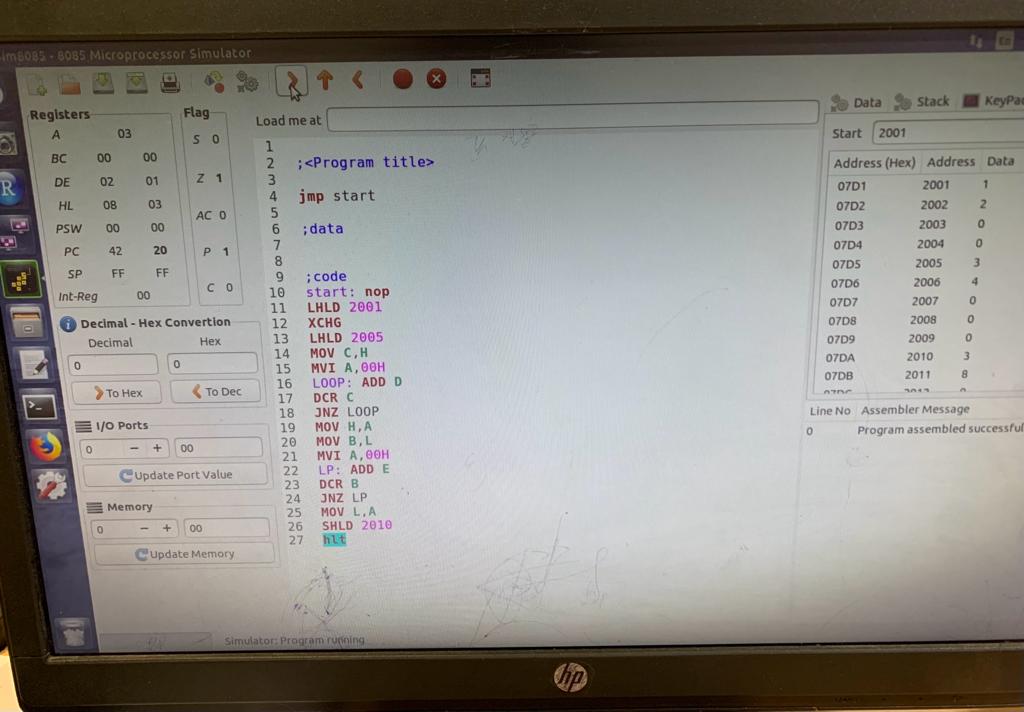 im8085 - 8085 Microprocessor Simulator
Registers
A 03
BC 00 00
DE 02 01
HL 08 03
PSW 00 00
PC 42 20
SP FF FF
Int-Reg 00
Flag
S 0
Z 1
AC 0
P 1
C 0
Decimal - Hex Convertion
Decimal Hex
0 0
To Hex To Dec
I/O Ports
0 − + 00
Update Port Value
Memory
0 − + 00
Update Memory
Load me at
1
2 ;<Program title>
3
4 jmp start
5
6 ;data
7
8
9 ;code
10 start: nop
11 LHLD 2001
12 XCHG
13 LHLD 2005
14 MOV C,H
15 MVI A,00H
16 LOOP: ADD D
17 DCR C
18 JNZ LOOP
19 MOV H,A
20 MOV B,L
21 MVI A,00H
22 LP: ADD E
23 DCR B
24 JNZ LP
25 MOV L,A
26 SHLD 2010
27 hlt
Simulator: Program running
Data Stack KeyPad
Start 2001
Address (Hex) Address Data
07D1 2001 1
07D2 2002 2
07D3 2003 0
07D4 2004 0
07D5 2005 3
07D6 2006 4
07D7 2007 0
07D8 2008 0
07D9 2009 0
07DA 2010 3
07DB 2011 8
Line No Assembler Message
0 Program assembled successful
R
En
hp